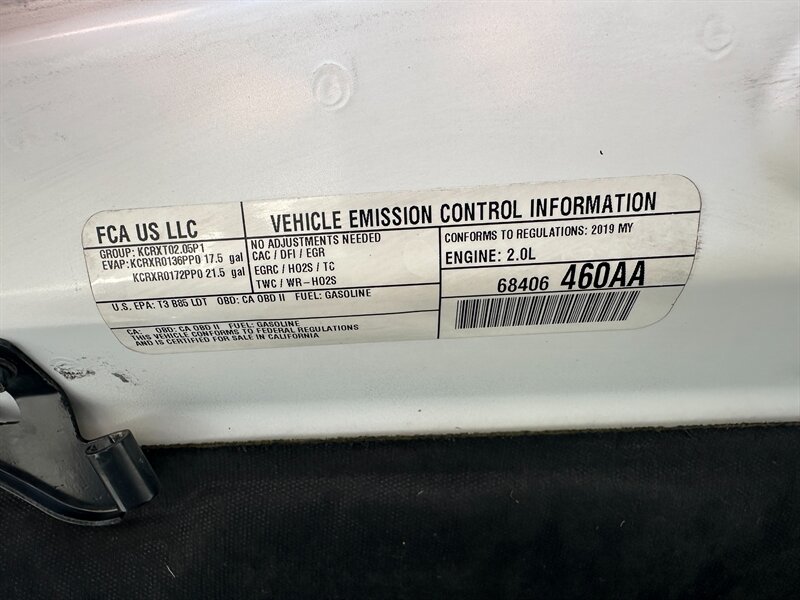 FCA US LLC
GROUP: KCRXT02.05P1
EVAP: KCRXR0136PP0 17.5 gal
KCRXR0172PP0 21.5 gal
VEHICLE EMISSION CONTROL INFORMATION
NO ADJUSTMENTS NEEDED
CAC / DFI / EGR
EGRC / HO2S / TC
TWC / WR-HO2S
CONFORMS TO REGULATIONS: 2019 MY
ENGINE: 2.0L
68406 460AA
U.S. EPA: T3 B85 LDT OBD: CA OBD II FUEL: GASOLINE
CA: OBD: CA OBD II FUEL: GASOLINE
THIS VEHICLE CONFORMS TO FEDERAL REGULATIONS
AND IS CERTIFIED FOR SALE IN CALIFORNIA